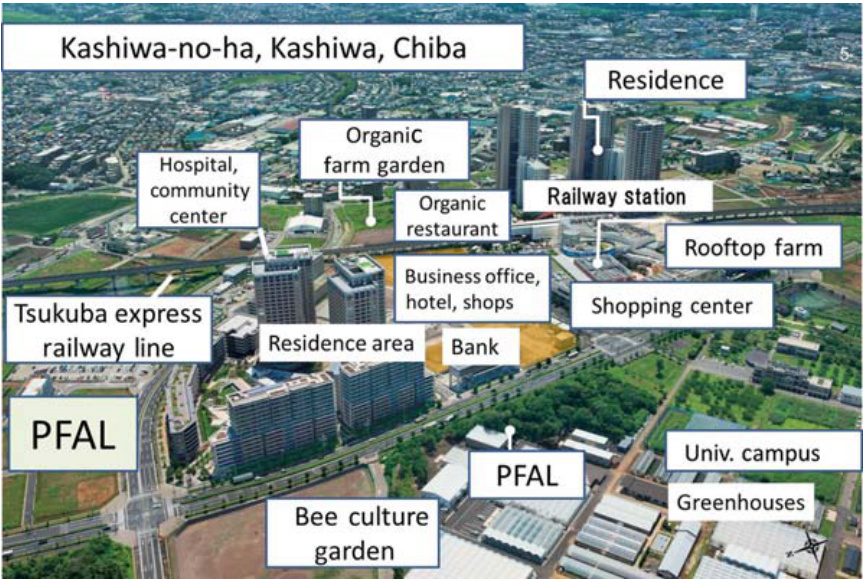 Kashiwa-no-ha, Kashiwa, Chiba
5-
Residence
Organic
farm garden
Hospital,
community
center
Railway station
Organic
restaurant
Rooftop farm
Business office,
hotel, shops
Shopping center
Tsukuba express
railway line
Residence area
Bank
PFAL
PFAL
Univ. campus
Greenhouses
Bee culture
garden